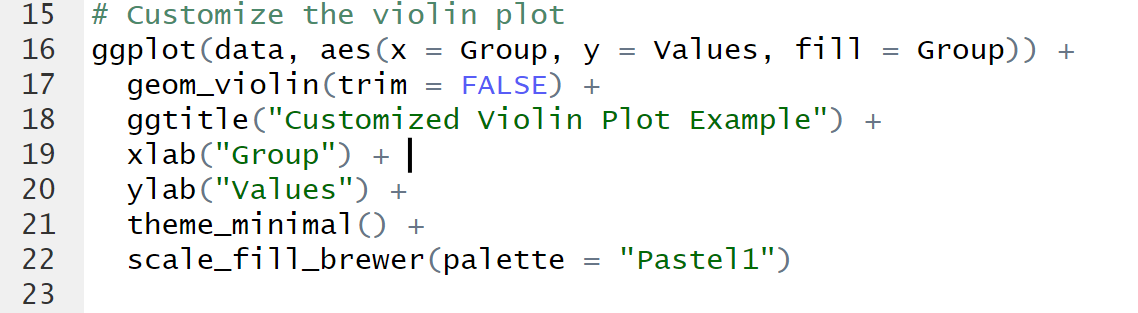 15 # Customize the violin plot
16 ggplot(data, aes(x = Group, y = Values, fill = Group)) +
17   geom_violin(trim = FALSE) +
18   ggtitle("Customized Violin Plot Example") +
19   xlab("Group") +
20   ylab("Values") +
21   theme_minimal() +
22   scale_fill_brewer(palette = "Pastel1")
23